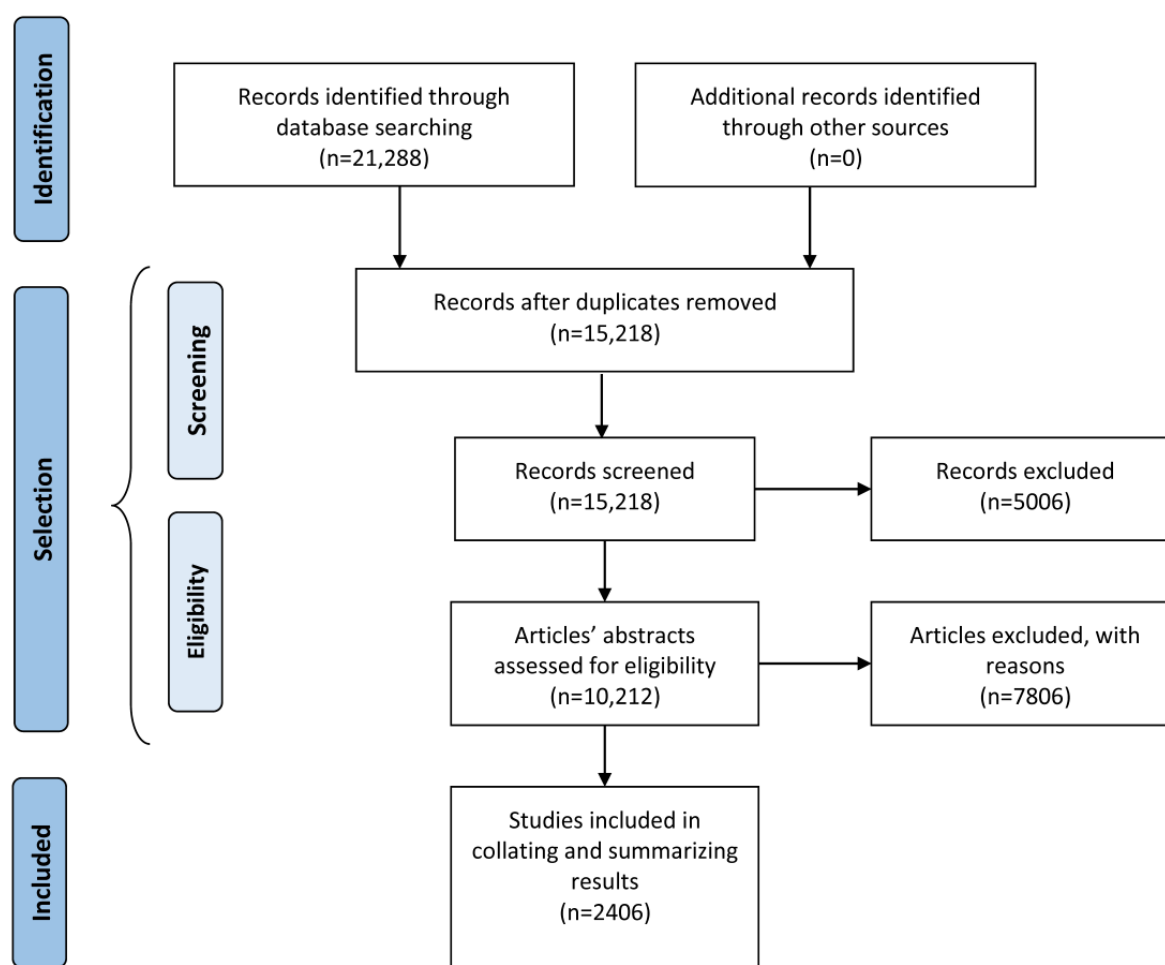 Identification
Records identified through
database searching
(n=21,288)
Additional records identified
through other sources
(n=0)
Selection
Screening
Records after duplicates removed
(n=15,218)
Records screened
(n=15,218)
Records excluded
(n=5006)
Eligibility
Articles’ abstracts
assessed for eligibility
(n=10,212)
Articles excluded, with
reasons
(n=7806)
Included
Studies included in
collating and summarizing
results
(n=2406)